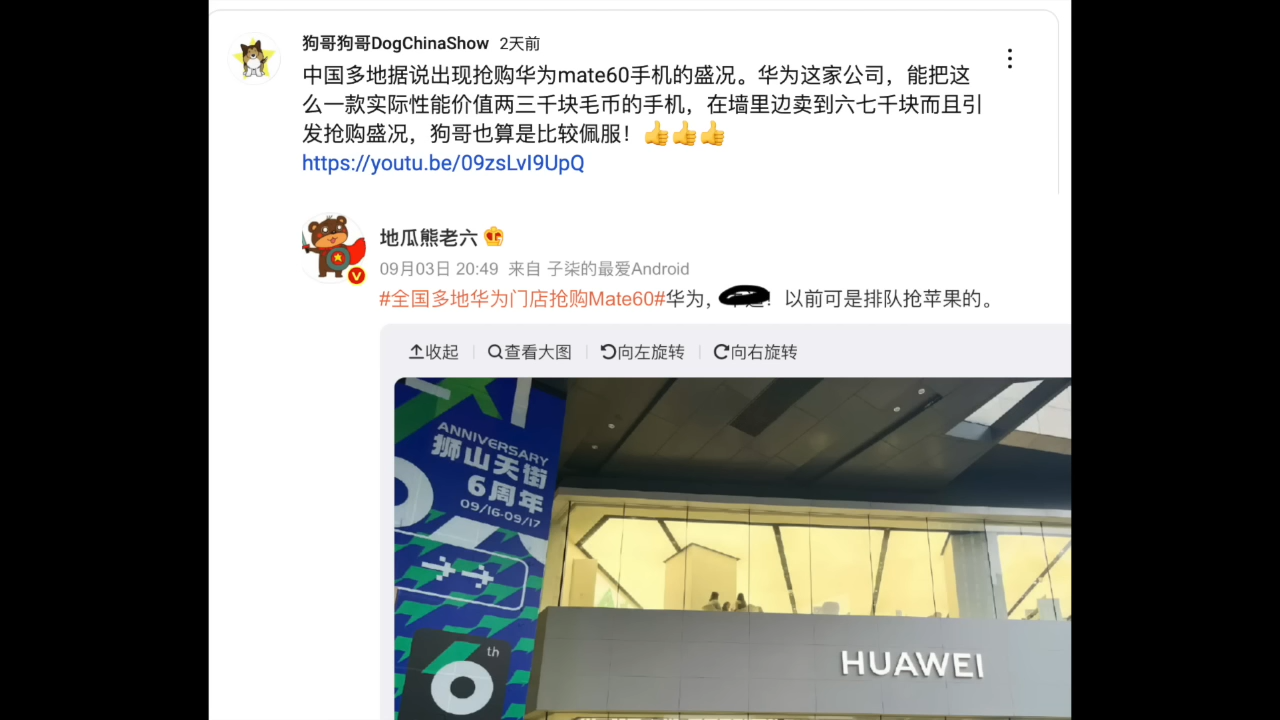 狗哥狗哥DogChinaShow 2天前
中国多地据说出现抢购华为mate60手机的盛况。华为这家公司，能把这
么一款实际性能价值两三千块毛币的手机，在墙里边卖到六七千块而且引
发抢购盛况，狗哥也算是比较佩服！👍👍👍
https://youtu.be/09zsLvI9UpQ
地瓜熊老六
09月03日 20:49 来自 子柒的最爱Android
#全国多地华为门店抢购Mate60#华为，！以前可是排队抢苹果的。
收起 查看大图 向左旋转 向右旋转
ANNIVERSARY
狮山天街
6周年
09/16-09/17
6th
HUAWEI